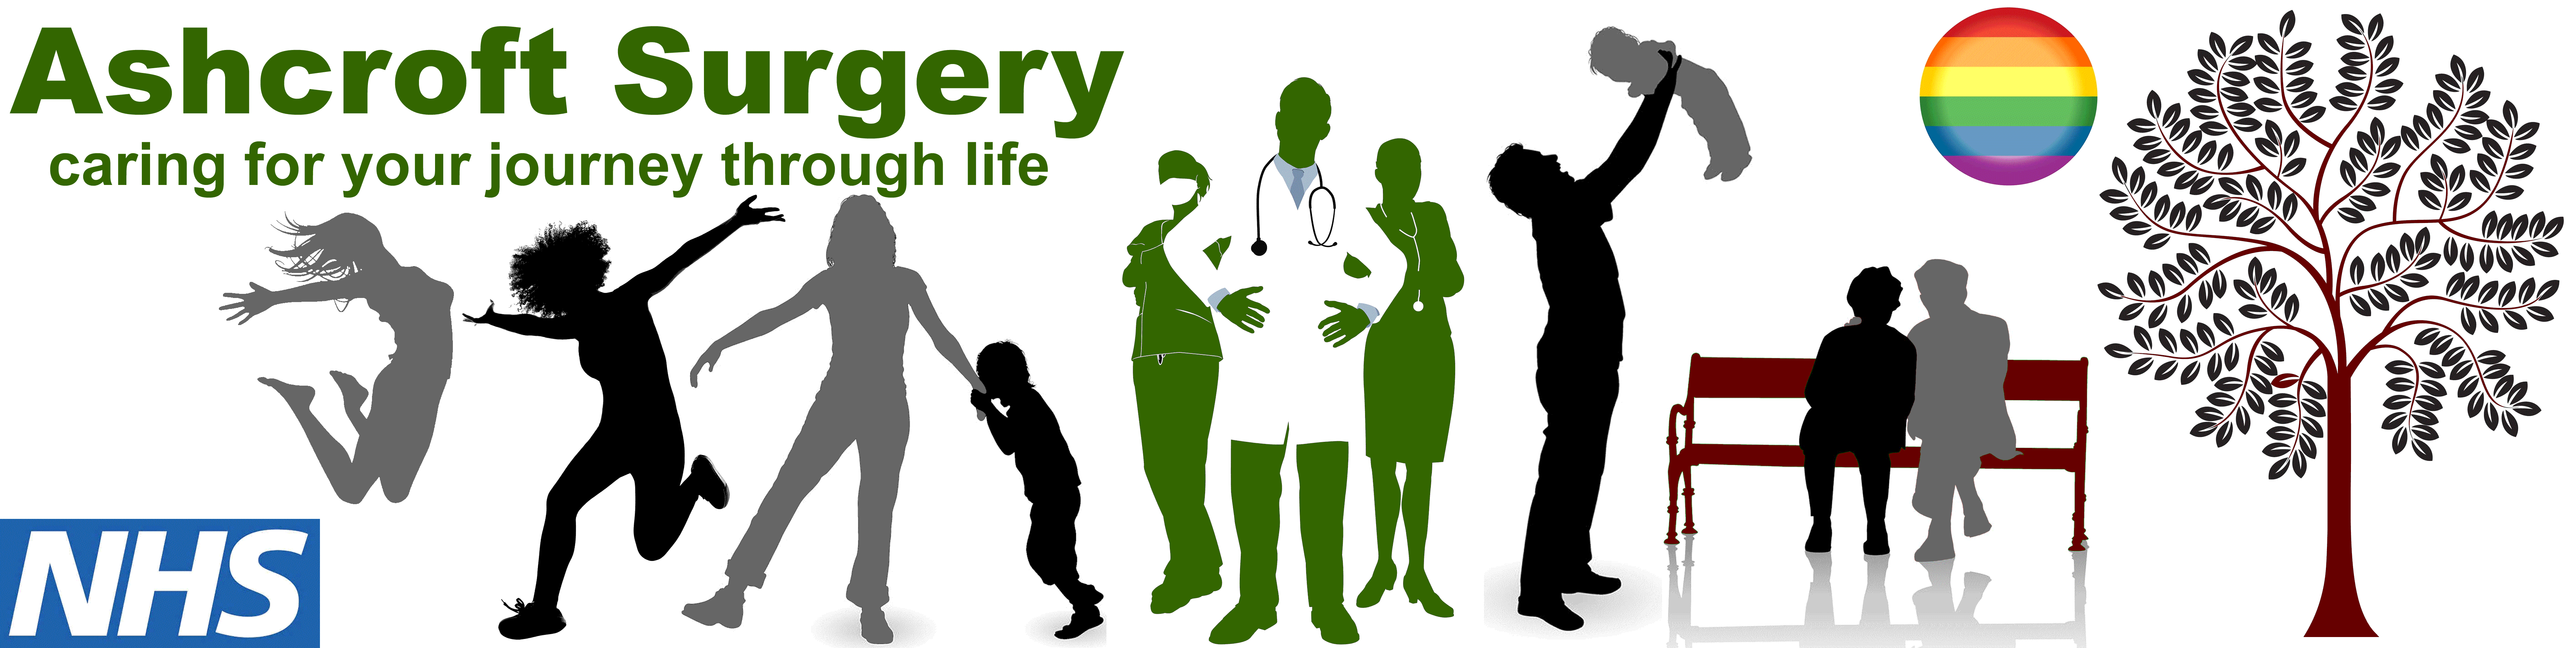 Ashcroft Surgery
caring for your journey through life
NHS